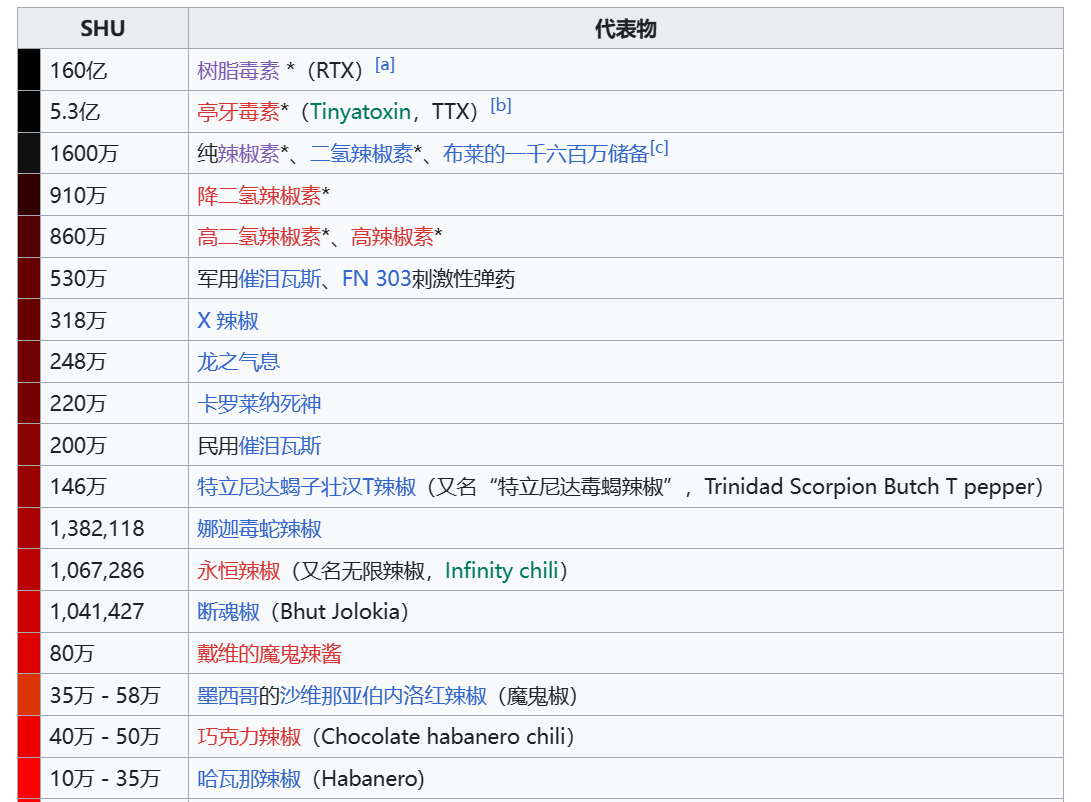 SHU 代表物
160亿 树脂毒素 *（RTX）[a]
5.3亿 亭牙毒素*（Tinyatoxin，TTX）[b]
1600万 纯辣椒素*、二氢辣椒素*、布莱的一千六百万储备[c]
910万 降二氢辣椒素*
860万 高二氢辣椒素*、高辣椒素*
530万 军用催泪瓦斯、FN 303刺激性弹药
318万 X 辣椒
248万 龙之气息
220万 卡罗莱纳死神
200万 民用催泪瓦斯
146万 特立尼达蝎子壮汉T辣椒（又名“特立尼达毒蝎辣椒”，Trinidad Scorpion Butch T pepper）
1,382,118 娜迦毒蛇辣椒
1,067,286 永恒辣椒（又名无限辣椒，Infinity chili）
1,041,427 断魂椒（Bhut Jolokia）
80万 戴维的魔鬼辣酱
35万 - 58万 墨西哥的沙维那亚伯内洛红辣椒（魔鬼椒）
40万 - 50万 巧克力辣椒（Chocolate habanero chili）
10万 - 35万 哈瓦那辣椒（Habanero)